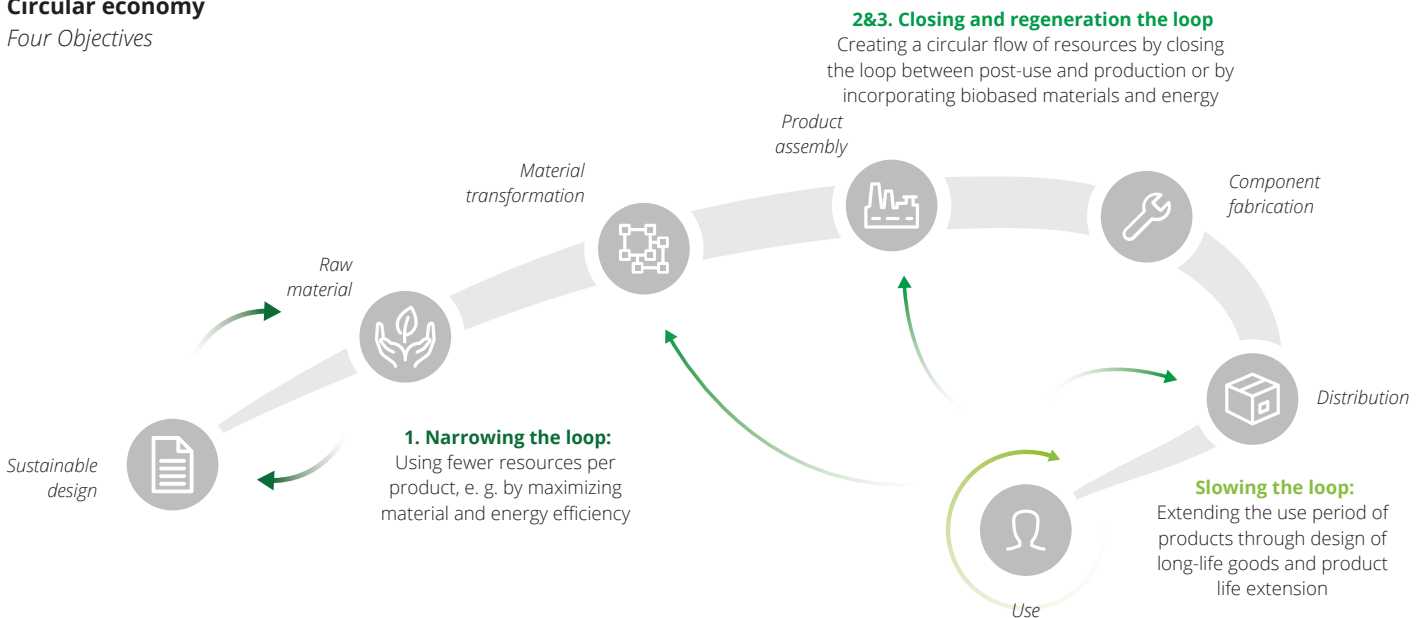 Circular economy
Four Objectives
2&3. Closing and regeneration the loop
Creating a circular flow of resources by closing
the loop between post-use and production or by
incorporating biobased materials and energy
Product
assembly
Material
transformation
Component
fabrication
Raw
material
Distribution
1. Narrowing the loop:
Using fewer resources per
product, e. g. by maximizing
material and energy efficiency
Sustainable
design
Slowing the loop:
Extending the use period of
products through design of
long-life goods and product
life extension
Use